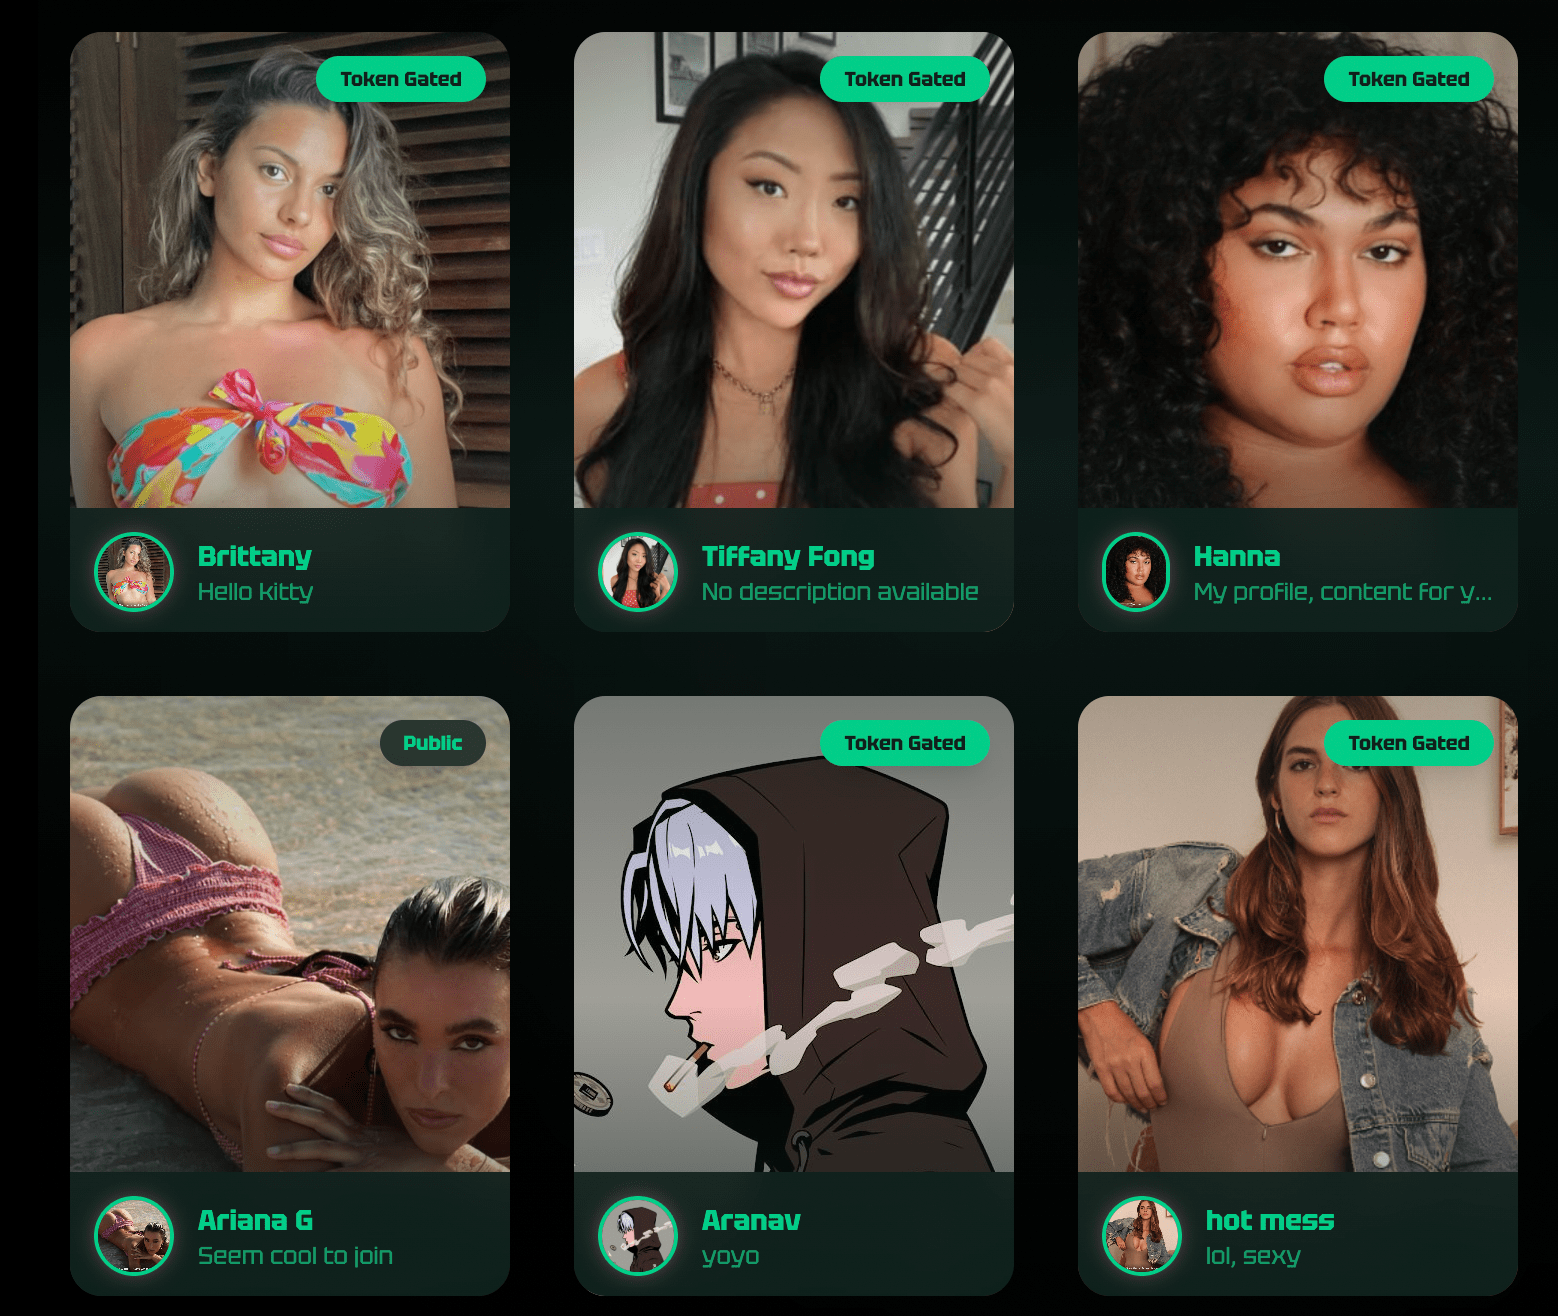 Token Gated
Token Gated
Token Gated
Brittany
Hello kitty
Tiffany Fong
No description available
Hanna
My profile, content for y...
Public
Token Gated
Token Gated
Ariana G
Seem cool to join
Aranav
yoyo
hot mess
lol, sexy